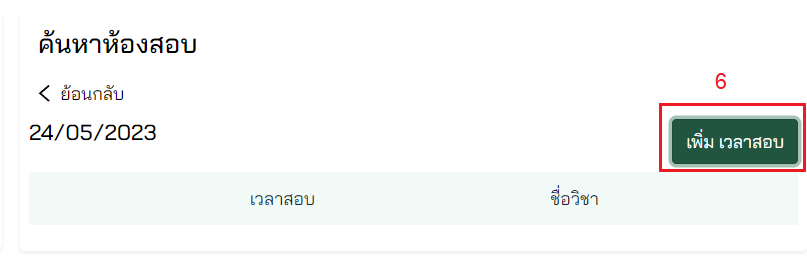 ค้นหาห้องสอบ
ย้อนกลับ
6
24/05/2023
เพิ่ม เวลาสอบ
เวลาสอบ ชื่อวิชา